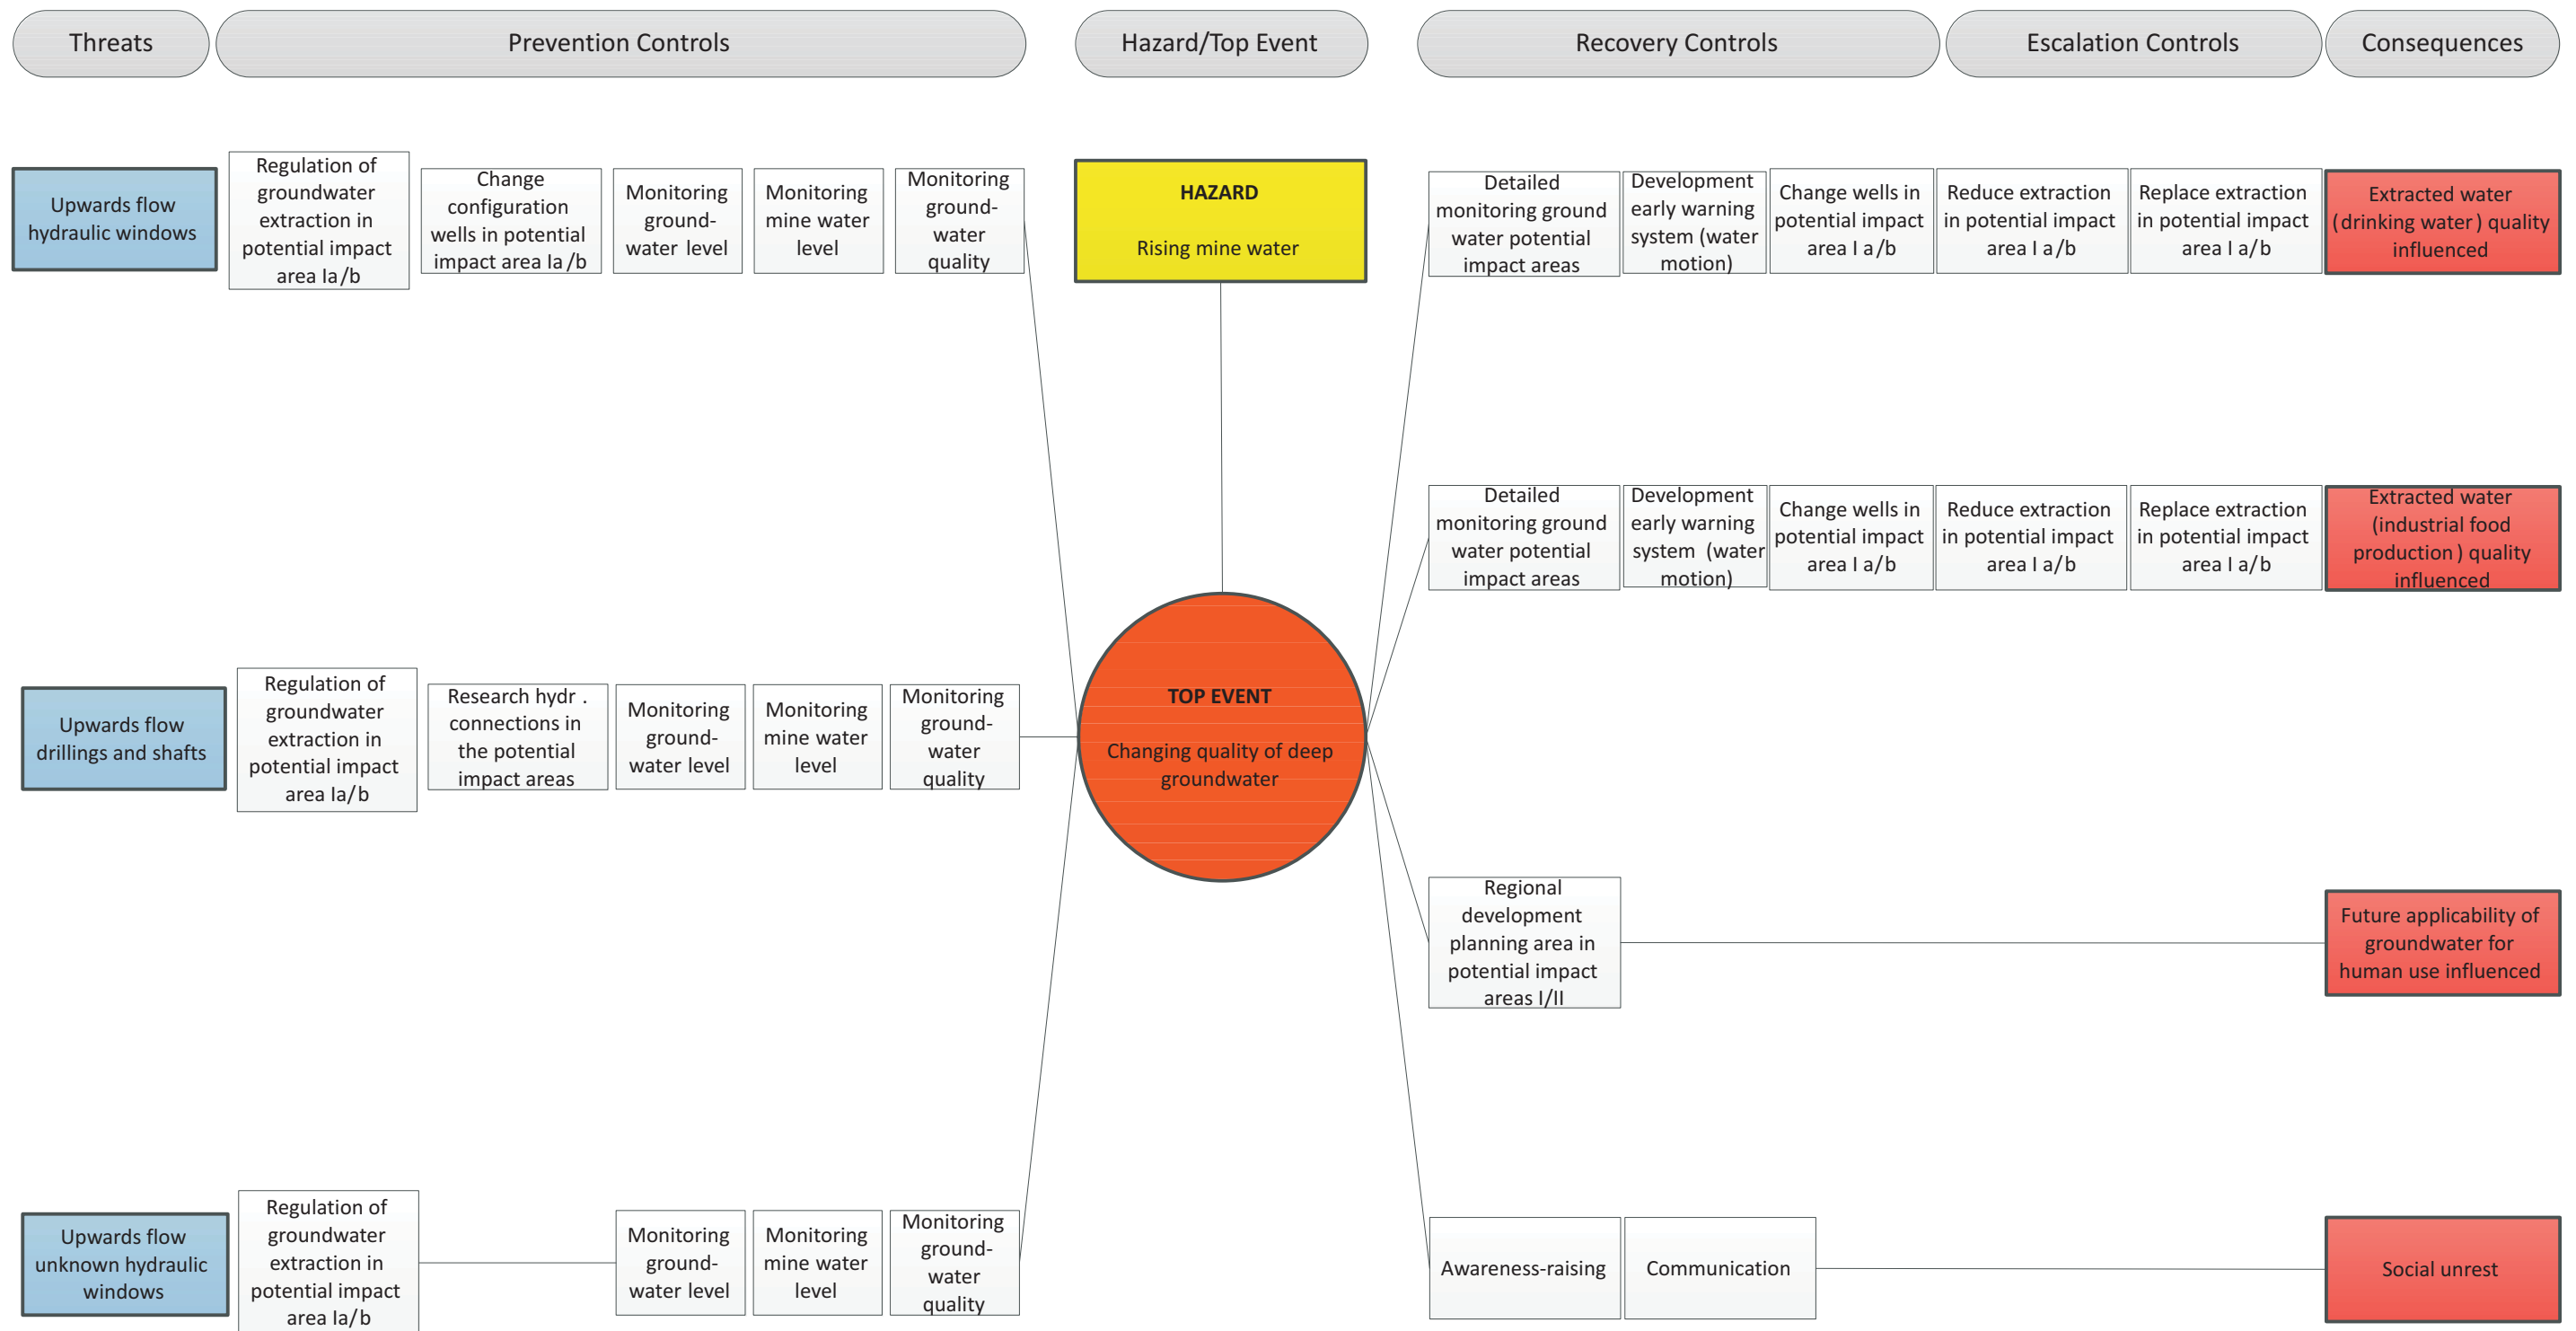 Threats
Prevention Controls
Hazard/Top Event
Recovery Controls
Escalation Controls
Consequences
Upwards flow
hydraulic windows
Regulation of
groundwater
extraction in
potential impact
area Ia/b
Change
configuration
wells in potential
impact area Ia/b
Monitoring
ground-
water level
Monitoring
mine water
level
Monitoring
ground-
water
quality
HAZARD
Rising mine water
Detailed
monitoring ground
water potential
impact areas
Development
early warning
system (water
motion)
Change wells in
potential impact
area I a/b
Reduce extraction
in potential impact
area I a/b
Replace extraction
in potential impact
area I a/b
Extracted water
(drinking water) quality
influenced
Detailed
monitoring ground
water potential
impact areas
Development
early warning
system (water
motion)
Change wells in
potential impact
area I a/b
Reduce extraction
in potential impact
area I a/b
Replace extraction
in potential impact
area I a/b
Extracted water
(industrial food
production) quality
influenced
Upwards flow
drillings and shafts
Regulation of
groundwater
extraction in
potential impact
area Ia/b
Research hydr.
connections in
the potential
impact areas
Monitoring
ground-
water level
Monitoring
mine water
level
Monitoring
ground-
water
quality
TOP EVENT
Changing quality of deep
groundwater
Regional
development
planning area in
potential impact
areas I/II
Future applicability of
groundwater for
human use influenced
Upwards flow
unknown hydraulic
windows
Regulation of
groundwater
extraction in
potential impact
area Ia/b
Monitoring
ground-
water level
Monitoring
mine water
level
Monitoring
ground-
water
quality
Awareness-raising
Communication
Social unrest